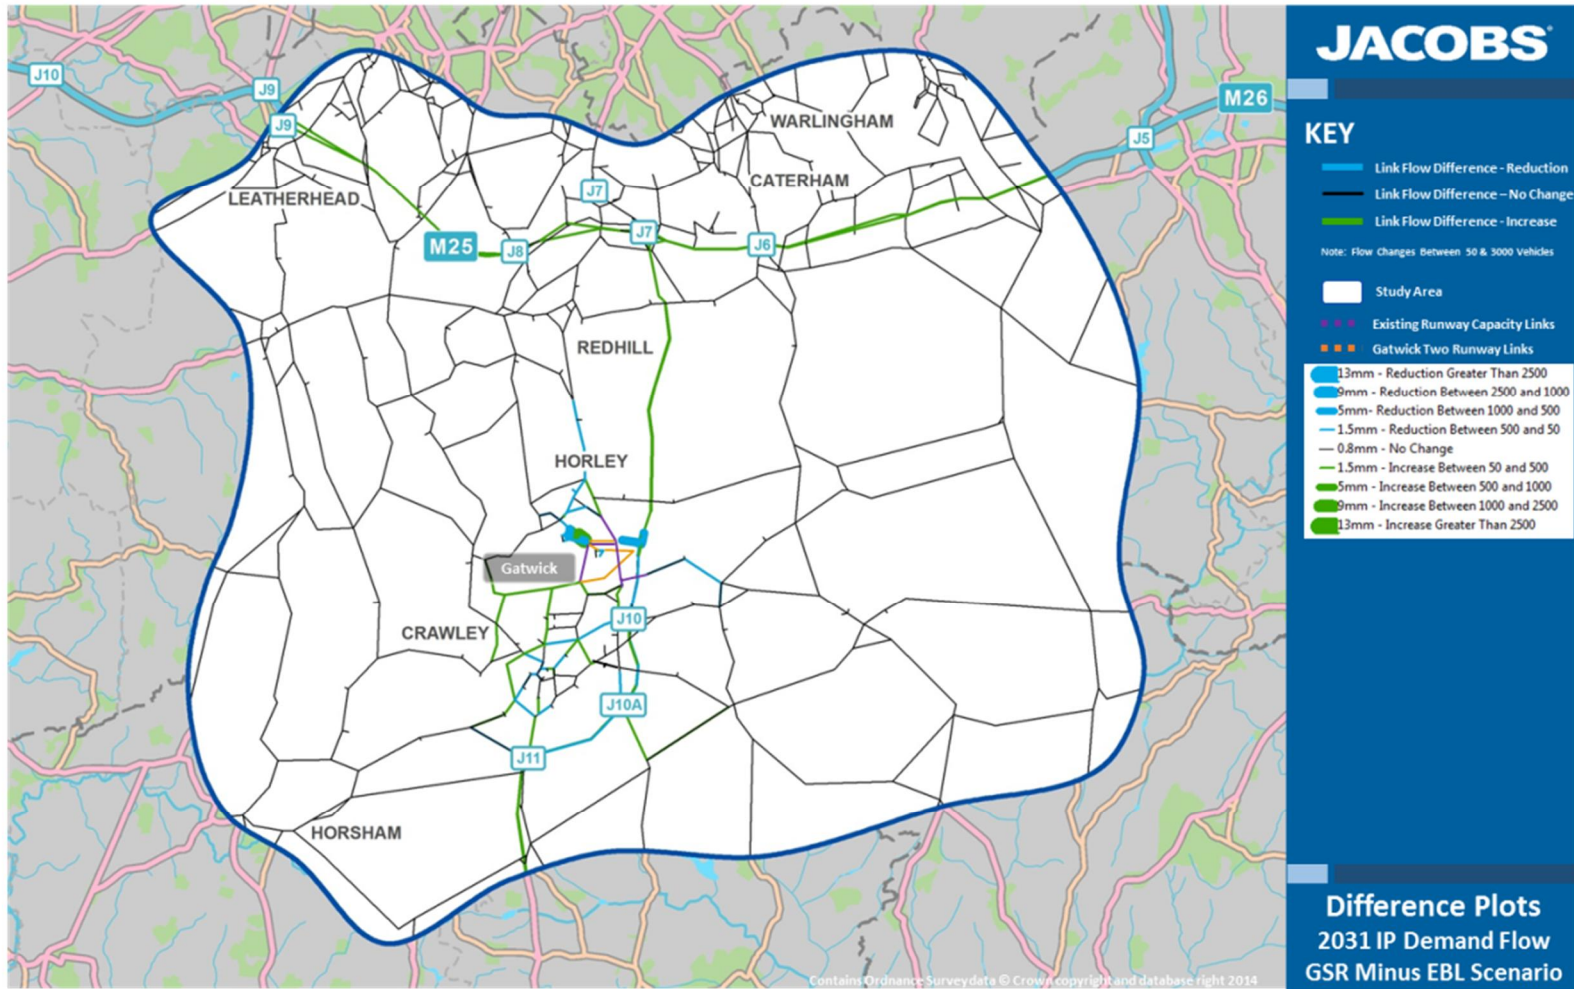 J10
J9
J9
M26
J5
WARLINGHAM
CATERHAM
LEATHERHEAD
J7
J7
M25
J8
J6
REDHILL
HORLEY
Gatwick
CRAWLEY
J10
J10A
J11
HORSHAM
Contains Ordnance Survey data © Crown copyright and database right 2014
JACOBS
KEY
Link Flow Difference - Reduction
Link Flow Difference – No Change
Link Flow Difference - Increase
Note: Flow Changes Between 50 & 3000 Vehicles
Study Area
Existing Runway Capacity Links
Gatwick Two Runway Links
13mm - Reduction Greater Than 2500
9mm - Reduction Between 2500 and 1000
5mm- Reduction Between 1000 and 500
1.5mm - Reduction Between 500 and 50
0.8mm - No Change
1.5mm - Increase Between 50 and 500
5mm - Increase Between 500 and 1000
9mm - Increase Between 1000 and 2500
13mm - Increase Greater Than 2500
Difference Plots
2031 IP Demand Flow
GSR Minus EBL Scenario